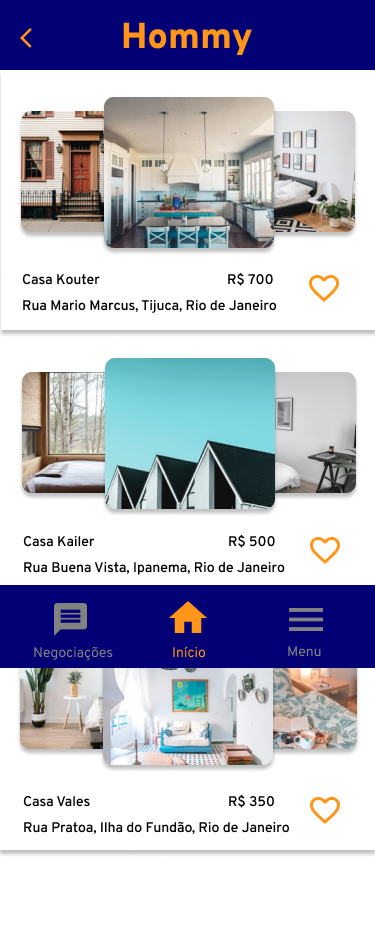 Hommy
Casa Kouter R$ 700
Rua Mario Marcus, Tijuca, Rio de Janeiro
Casa Kailer R$ 500
Rua Buena Vista, Ipanema, Rio de Janeiro
Negociações Início Menu
Casa Vales R$ 350
Rua Pratoa, Ilha do Fundão, Rio de Janeiro